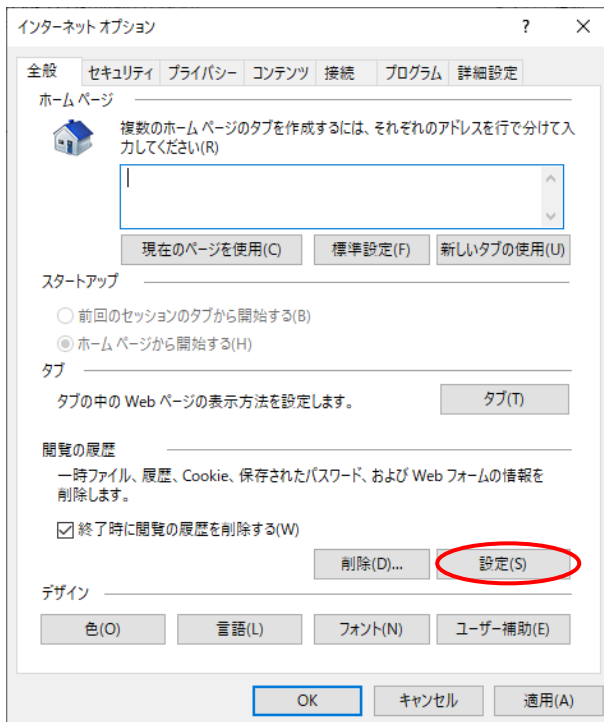 インターネット オプション ? ×
全般 セキュリティ プライバシー コンテンツ 接続 プログラム 詳細設定
ホーム ページ
複数のホーム ページのタブを作成するには、それぞれのアドレスを行で分けて入
力してください(R)
現在のページを使用(C) 標準設定(F) 新しいタブの使用(U)
スタートアップ
前回のセッションのタブから開始する(B)
ホーム ページから開始する(H)
タブ
タブの中の Web ページの表示方法を設定します。 タブ(T)
閲覧の履歴
一時ファイル、履歴、Cookie、保存されたパスワード、および Web フォームの情報を
削除します。
終了時に閲覧の履歴を削除する(W)
削除(D)... 設定(S)
デザイン
色(O) 言語(L) フォント(N) ユーザー補助(E)
OK キャンセル 適用(A)